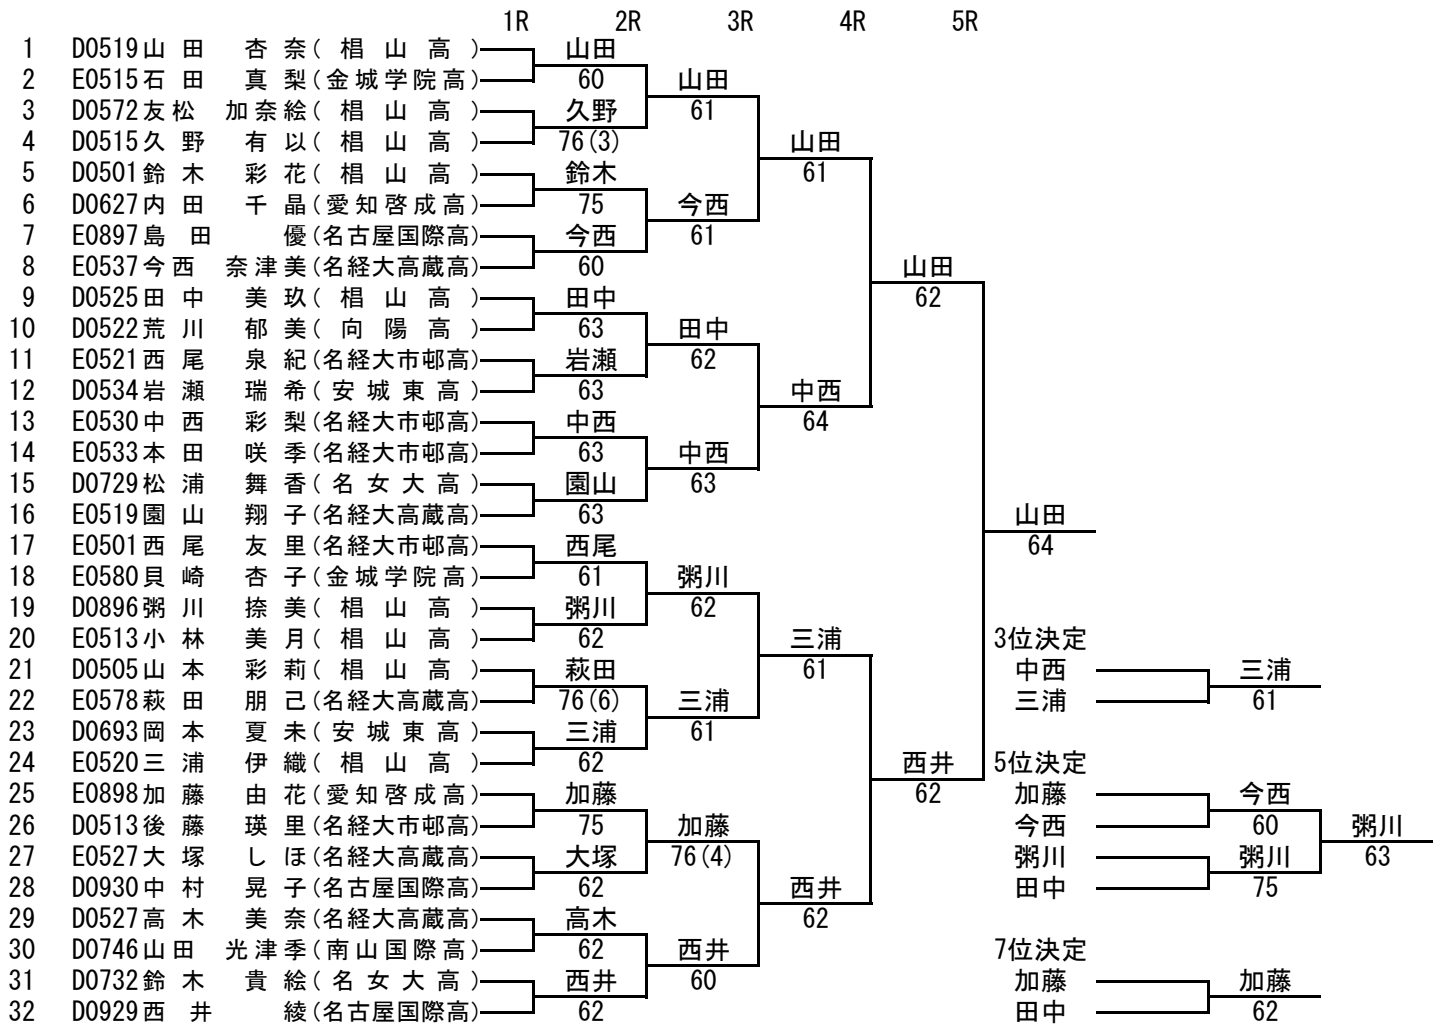 1R 2R 3R 4R 5R
1 D0519 山田 杏奈(椙山高) 山田
2 E0515 石田 真梨(金城学院高) 60 山田
3 D0572 友松 加奈絵(椙山高) 久野 61
4 D0515 久野 有以(椙山高) 76(3) 山田
5 D0501 鈴木 彩花(椙山高) 鈴木 61
6 D0627 内田 千晶(愛知啓成高) 75 今西
7 E0897 島田 優(名古屋国際高) 今西 61
8 E0537 今西 奈津美(名経大高蔵高) 60 山田
9 D0525 田中 美玖(椙山高) 田中 62
10 D0522 荒川 郁美(向陽高) 63 田中
11 E0521 西尾 泉紀(名経大市邨高) 岩瀬 62
12 D0534 岩瀬 瑞希(安城東高) 63 中西
13 E0530 中西 彩梨(名経大市邨高) 中西 64
14 E0533 本田 咲季(名経大市邨高) 63 中西
15 D0729 松浦 舞香(名女大高) 園山 63
16 E0519 園山 翔子(名経大高蔵高) 63 山田
17 E0501 西尾 友里(名経大市邨高) 西尾 64
18 E0580 貝崎 杏子(金城学院高) 61 粥川
19 D0896 粥川 捺美(椙山高) 粥川 62
20 E0513 小林 美月(椙山高) 62 三浦 3位決定
21 D0505 山本 彩莉(椙山高) 萩田 61 中西 三浦
22 E0578 萩田 朋己(名経大高蔵高) 76(6) 三浦 三浦 61
23 D0693 岡本 夏未(安城東高) 三浦 61
24 E0520 三浦 伊織(椙山高) 62 西井 5位決定
25 E0898 加藤 由花(愛知啓成高) 加藤 62 加藤 今西
26 D0513 後藤 瑛里(名経大市邨高) 75 加藤 今西 60 粥川
27 E0527 大塚 しほ(名経大高蔵高) 大塚 76(4) 粥川 粥川 63
28 D0930 中村 晃子(名古屋国際高) 62 西井 田中 75
29 D0527 高木 美奈(名経大高蔵高) 高木 62
30 D0746 山田 光津季(南山国際高) 62 西井 7位決定
31 D0732 鈴木 貴絵(名女大高) 西井 60 加藤 加藤
32 D0929 西井 綾(名古屋国際高) 62 田中 62